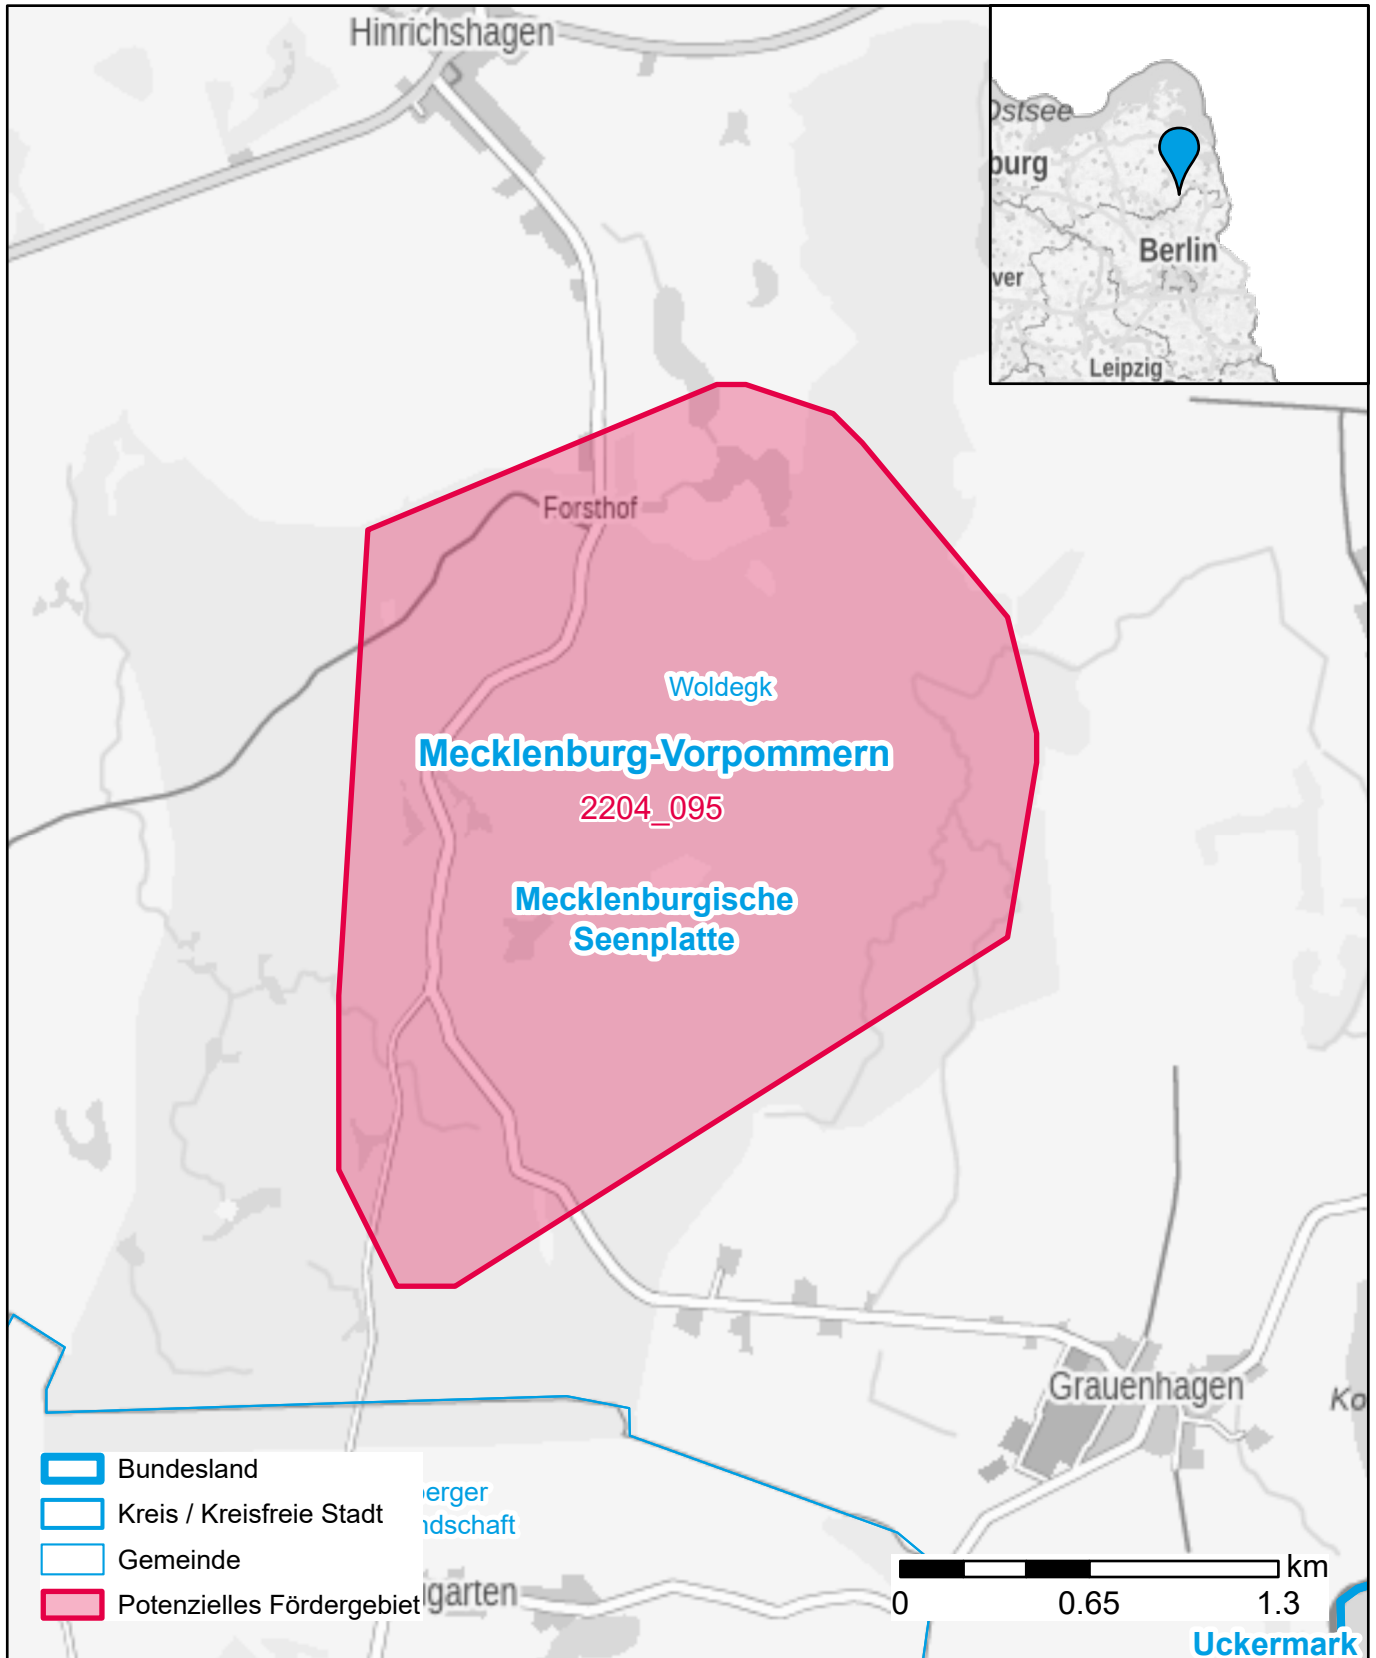 Hinrichshagen
Ostsee
burg
Berlin
ver
Leipzig
Forsthof
Woldegk
Mecklenburg-Vorpommern
2204_095
Mecklenburgische
Seenplatte
Grauenhagen
Ko
Bundesland
Kreis / Kreisfreie Stadt
Gemeinde
Potenzielles Fördergebiet
berger
ndschaft
garten
km
0 0.65 1.3
Uckermark